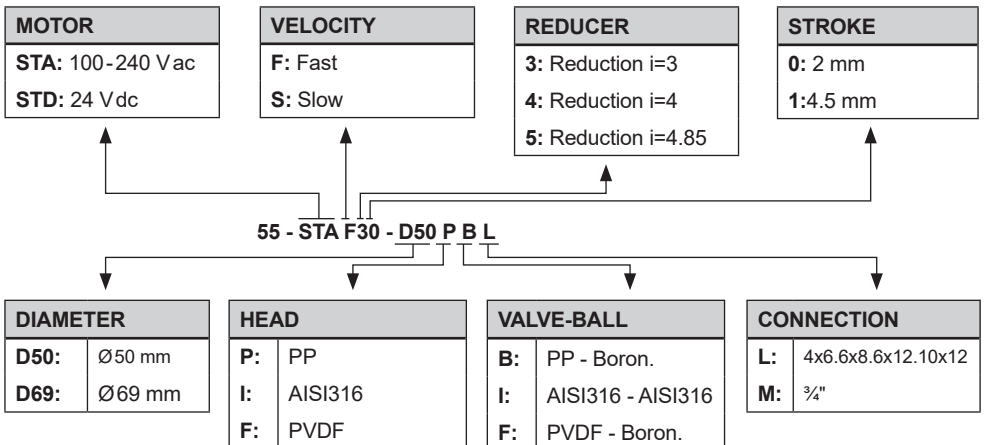 MOTOR
STA: 100-240 Vac
STD: 24 Vdc
VELOCITY
F: Fast
S: Slow
REDUCER
3: Reduction i=3
4: Reduction i=4
5: Reduction i=4.85
STROKE
0: 2 mm
1:4.5 mm
55 - STA F30 - D50 P B L
DIAMETER
D50: Ø50 mm
D69: Ø69 mm
HEAD
P: PP
I: AISI316
F: PVDF
VALVE-BALL
B: PP - Boron.
I: AISI316 - AISI316
F: PVDF - Boron.
CONNECTION
L: 4x6.6x8.6x12.10x12
M: ¾"